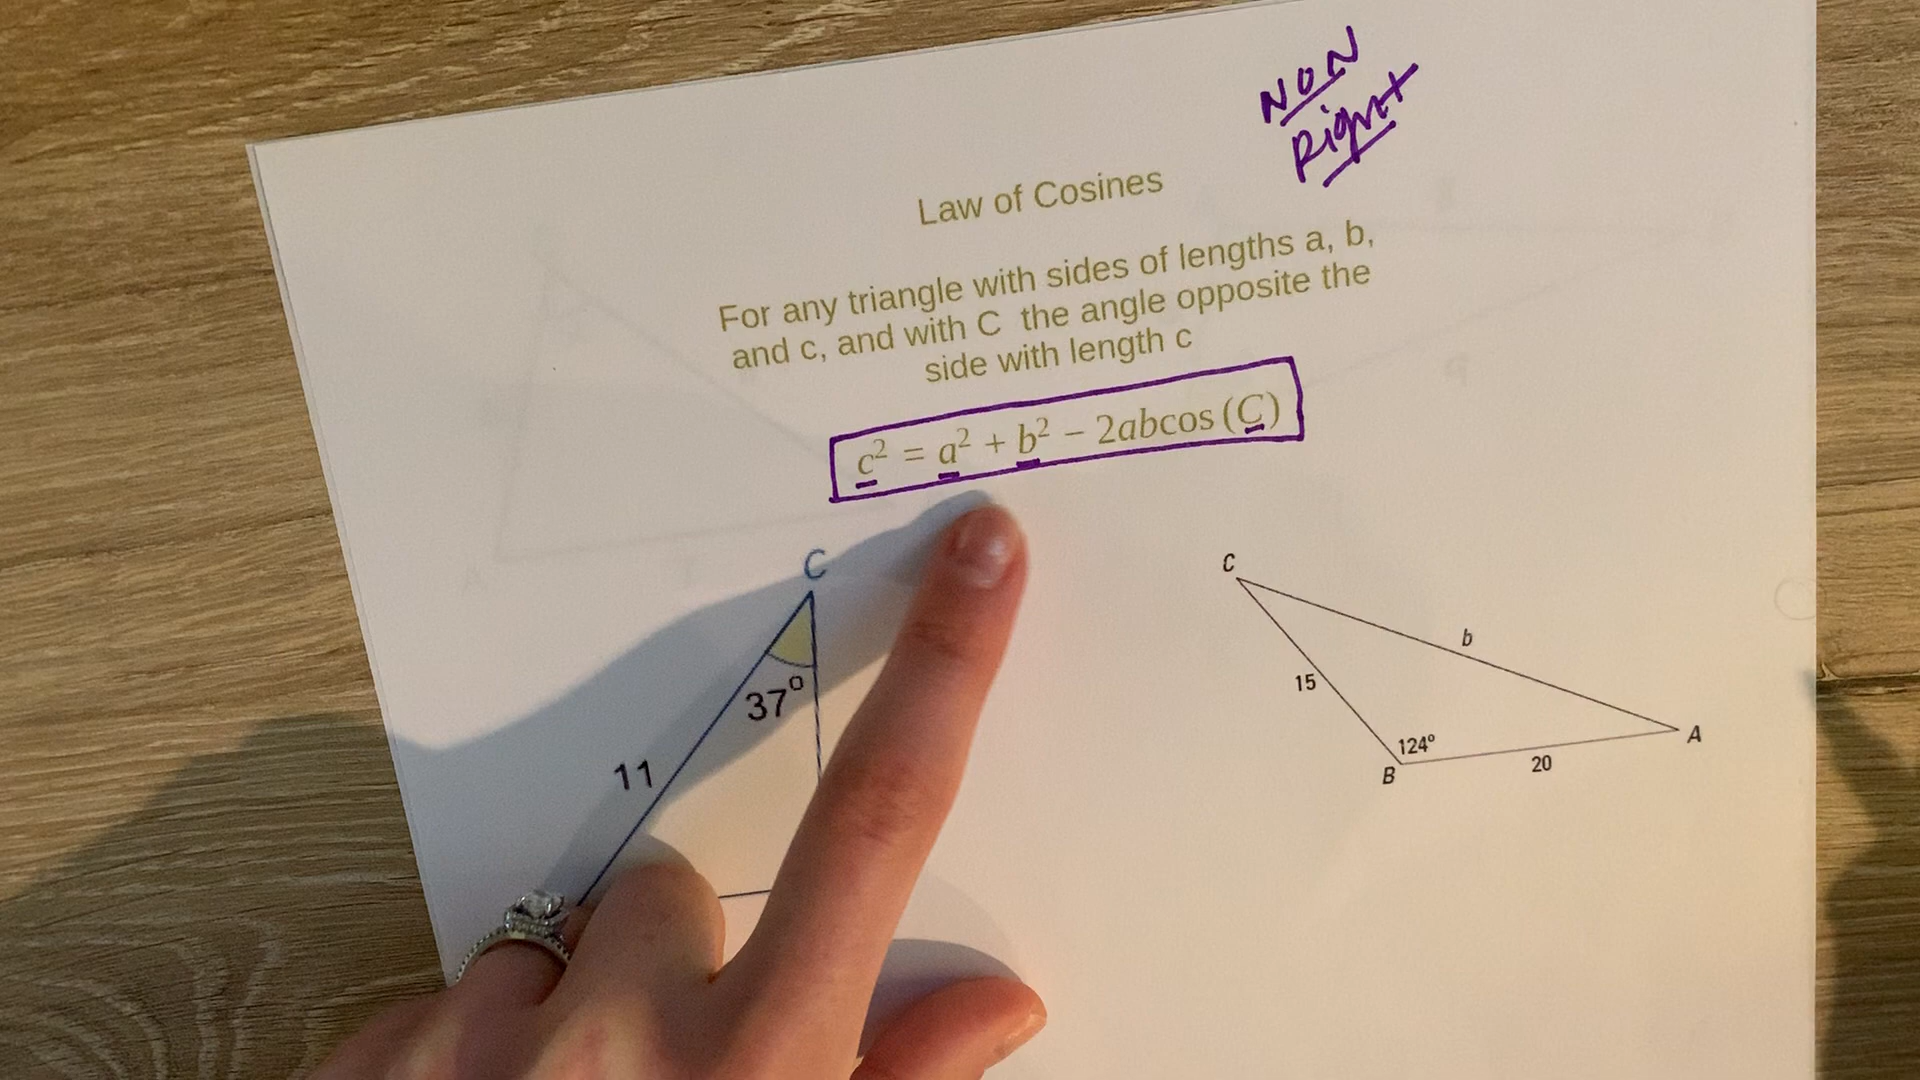 NON
Right
Law of Cosines
For any triangle with sides of lengths a, b,
and c, and with C the angle opposite the
side with length c
c² = a² + b² − 2abcos (C)
C
37°
11
C
b
15
124°
B
20
A